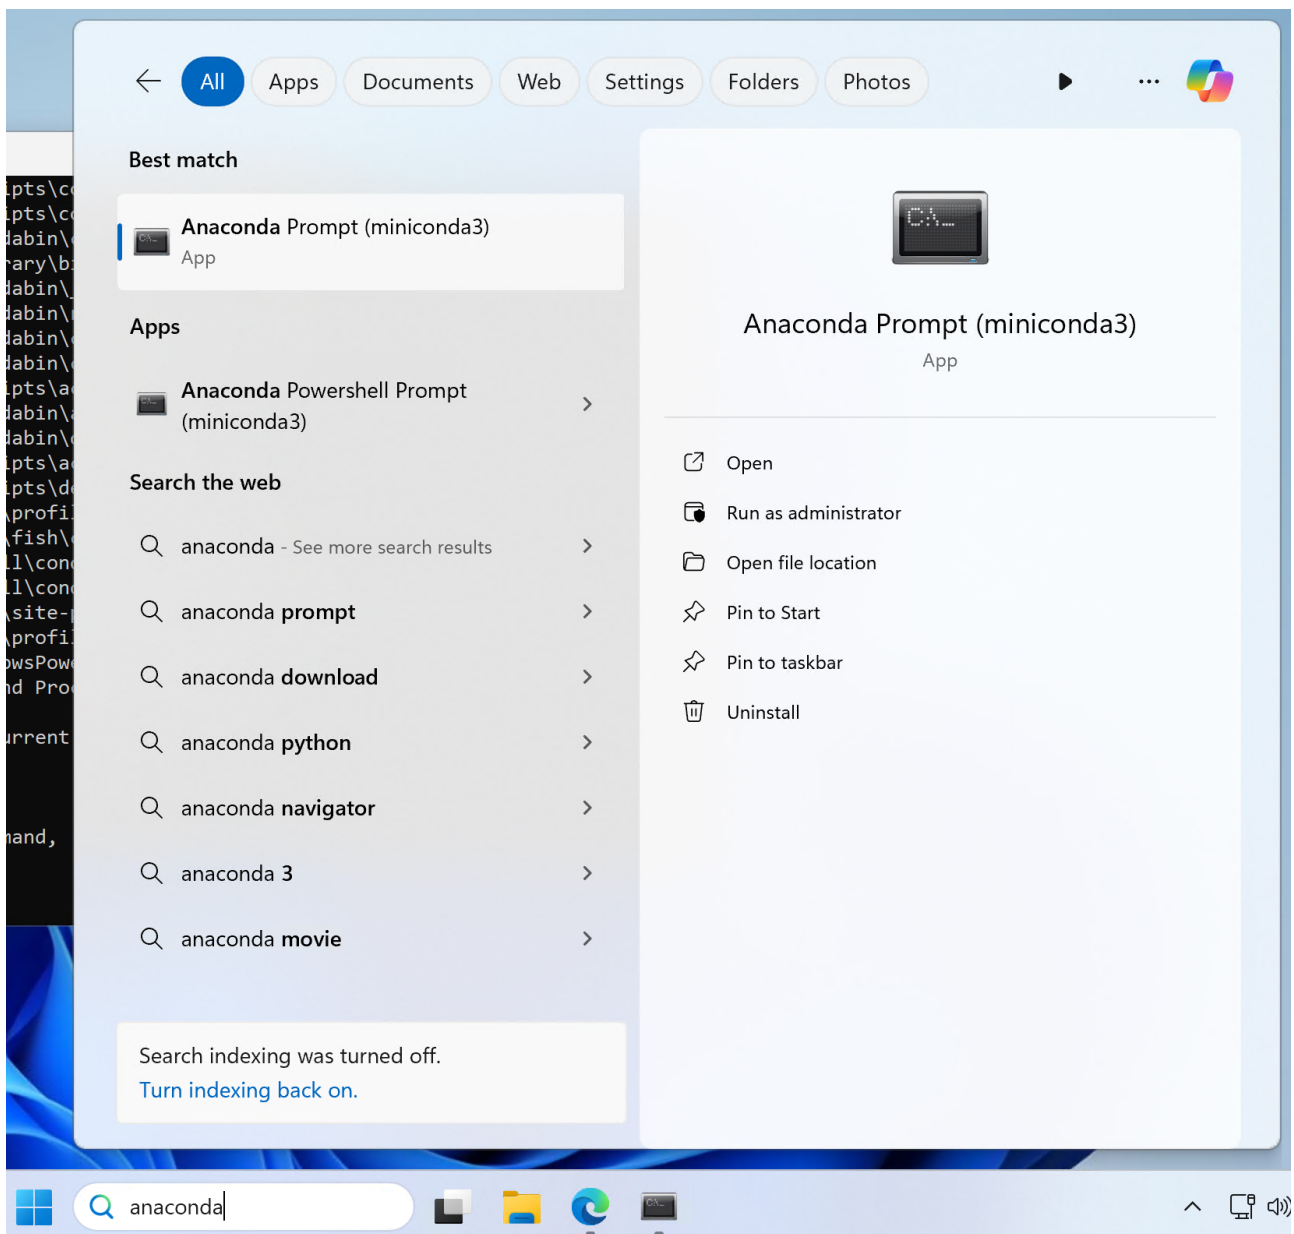 All
Apps
Documents
Web
Settings
Folders
Photos
Best match
Anaconda Prompt (miniconda3)
App
Apps
Anaconda Powershell Prompt
(miniconda3)
Search the web
anaconda - See more search results
anaconda prompt
anaconda download
anaconda python
anaconda navigator
anaconda 3
anaconda movie
Search indexing was turned off.
Turn indexing back on.
Anaconda Prompt (miniconda3)
App
Open
Run as administrator
Open file location
Pin to Start
Pin to taskbar
Uninstall
anaconda